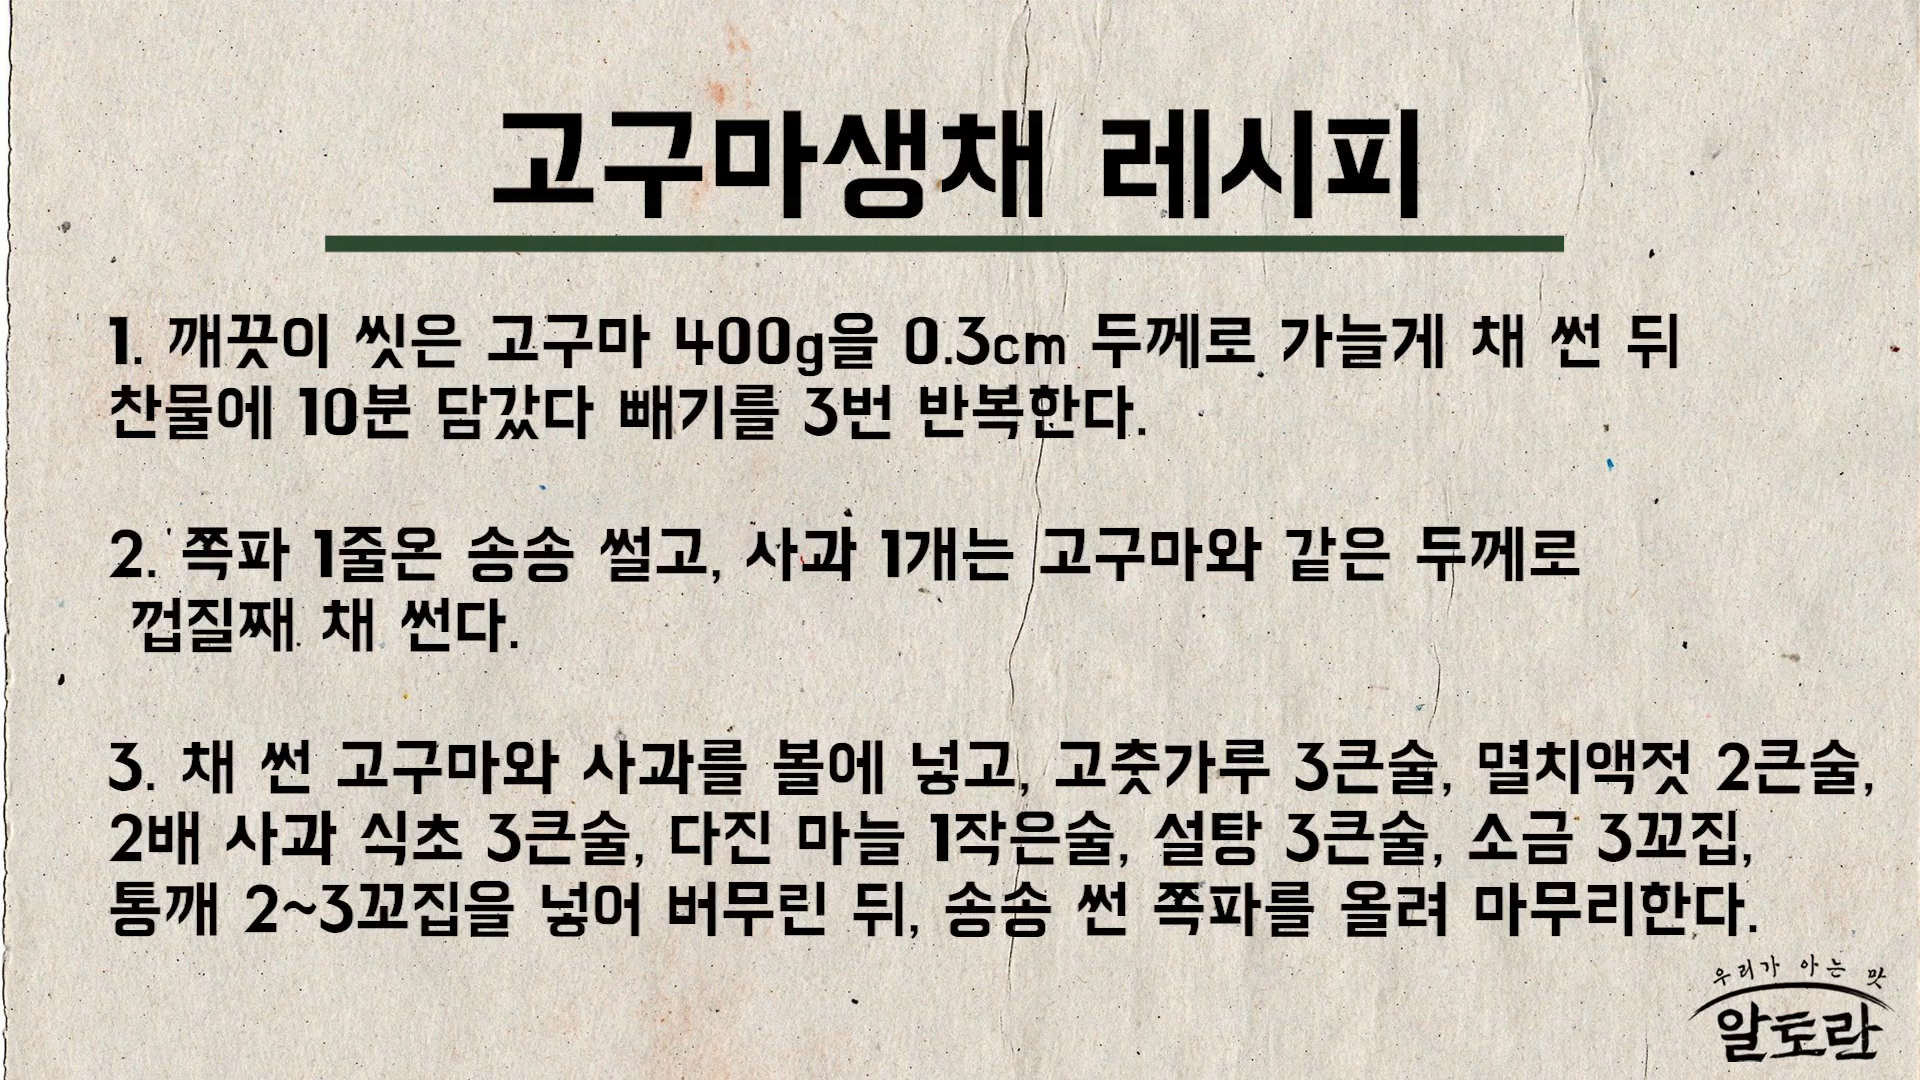 고구마생채 레시피
1. 깨끗이 씻은 고구마 400g을 0.3cm 두께로 가늘게 채 썬 뒤
찬물에 10분 담갔다 빼기를 3번 반복한다.
2. 쪽파 1줄은 송송 썰고, 사과 1개는 고구마와 같은 두께로
껍질째 채 썬다.
3. 채 썬 고구마와 사과를 볼에 넣고, 고춧가루 3큰술, 멸치액젓 2큰술,
2배 사과 식초 3큰술, 다진 마늘 1작은술, 설탕 3큰술, 소금 3꼬집,
통깨 2~3꼬집을 넣어 버무린 뒤, 송송 썬 쪽파를 올려 마무리한다.
우리가 아는 맛
알토란